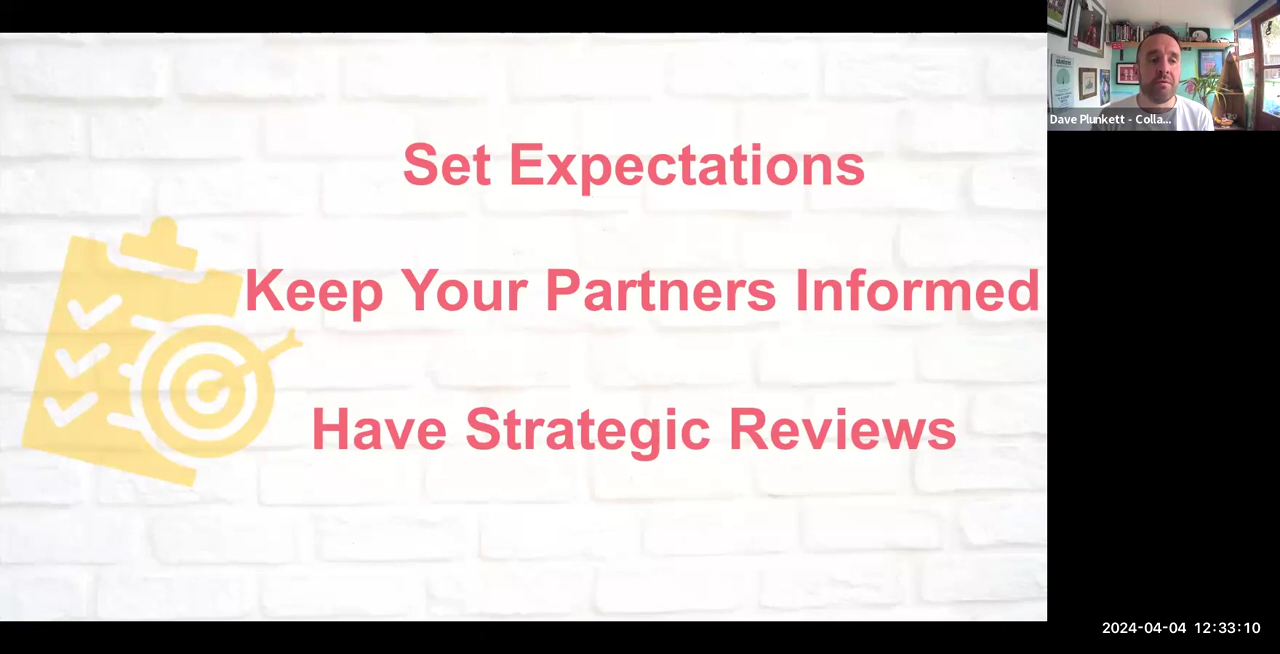 Set Expectations
Keep Your Partners Informed
Have Strategic Reviews
Dave Plunkett - Colla...
2024-04-04 12:33:10